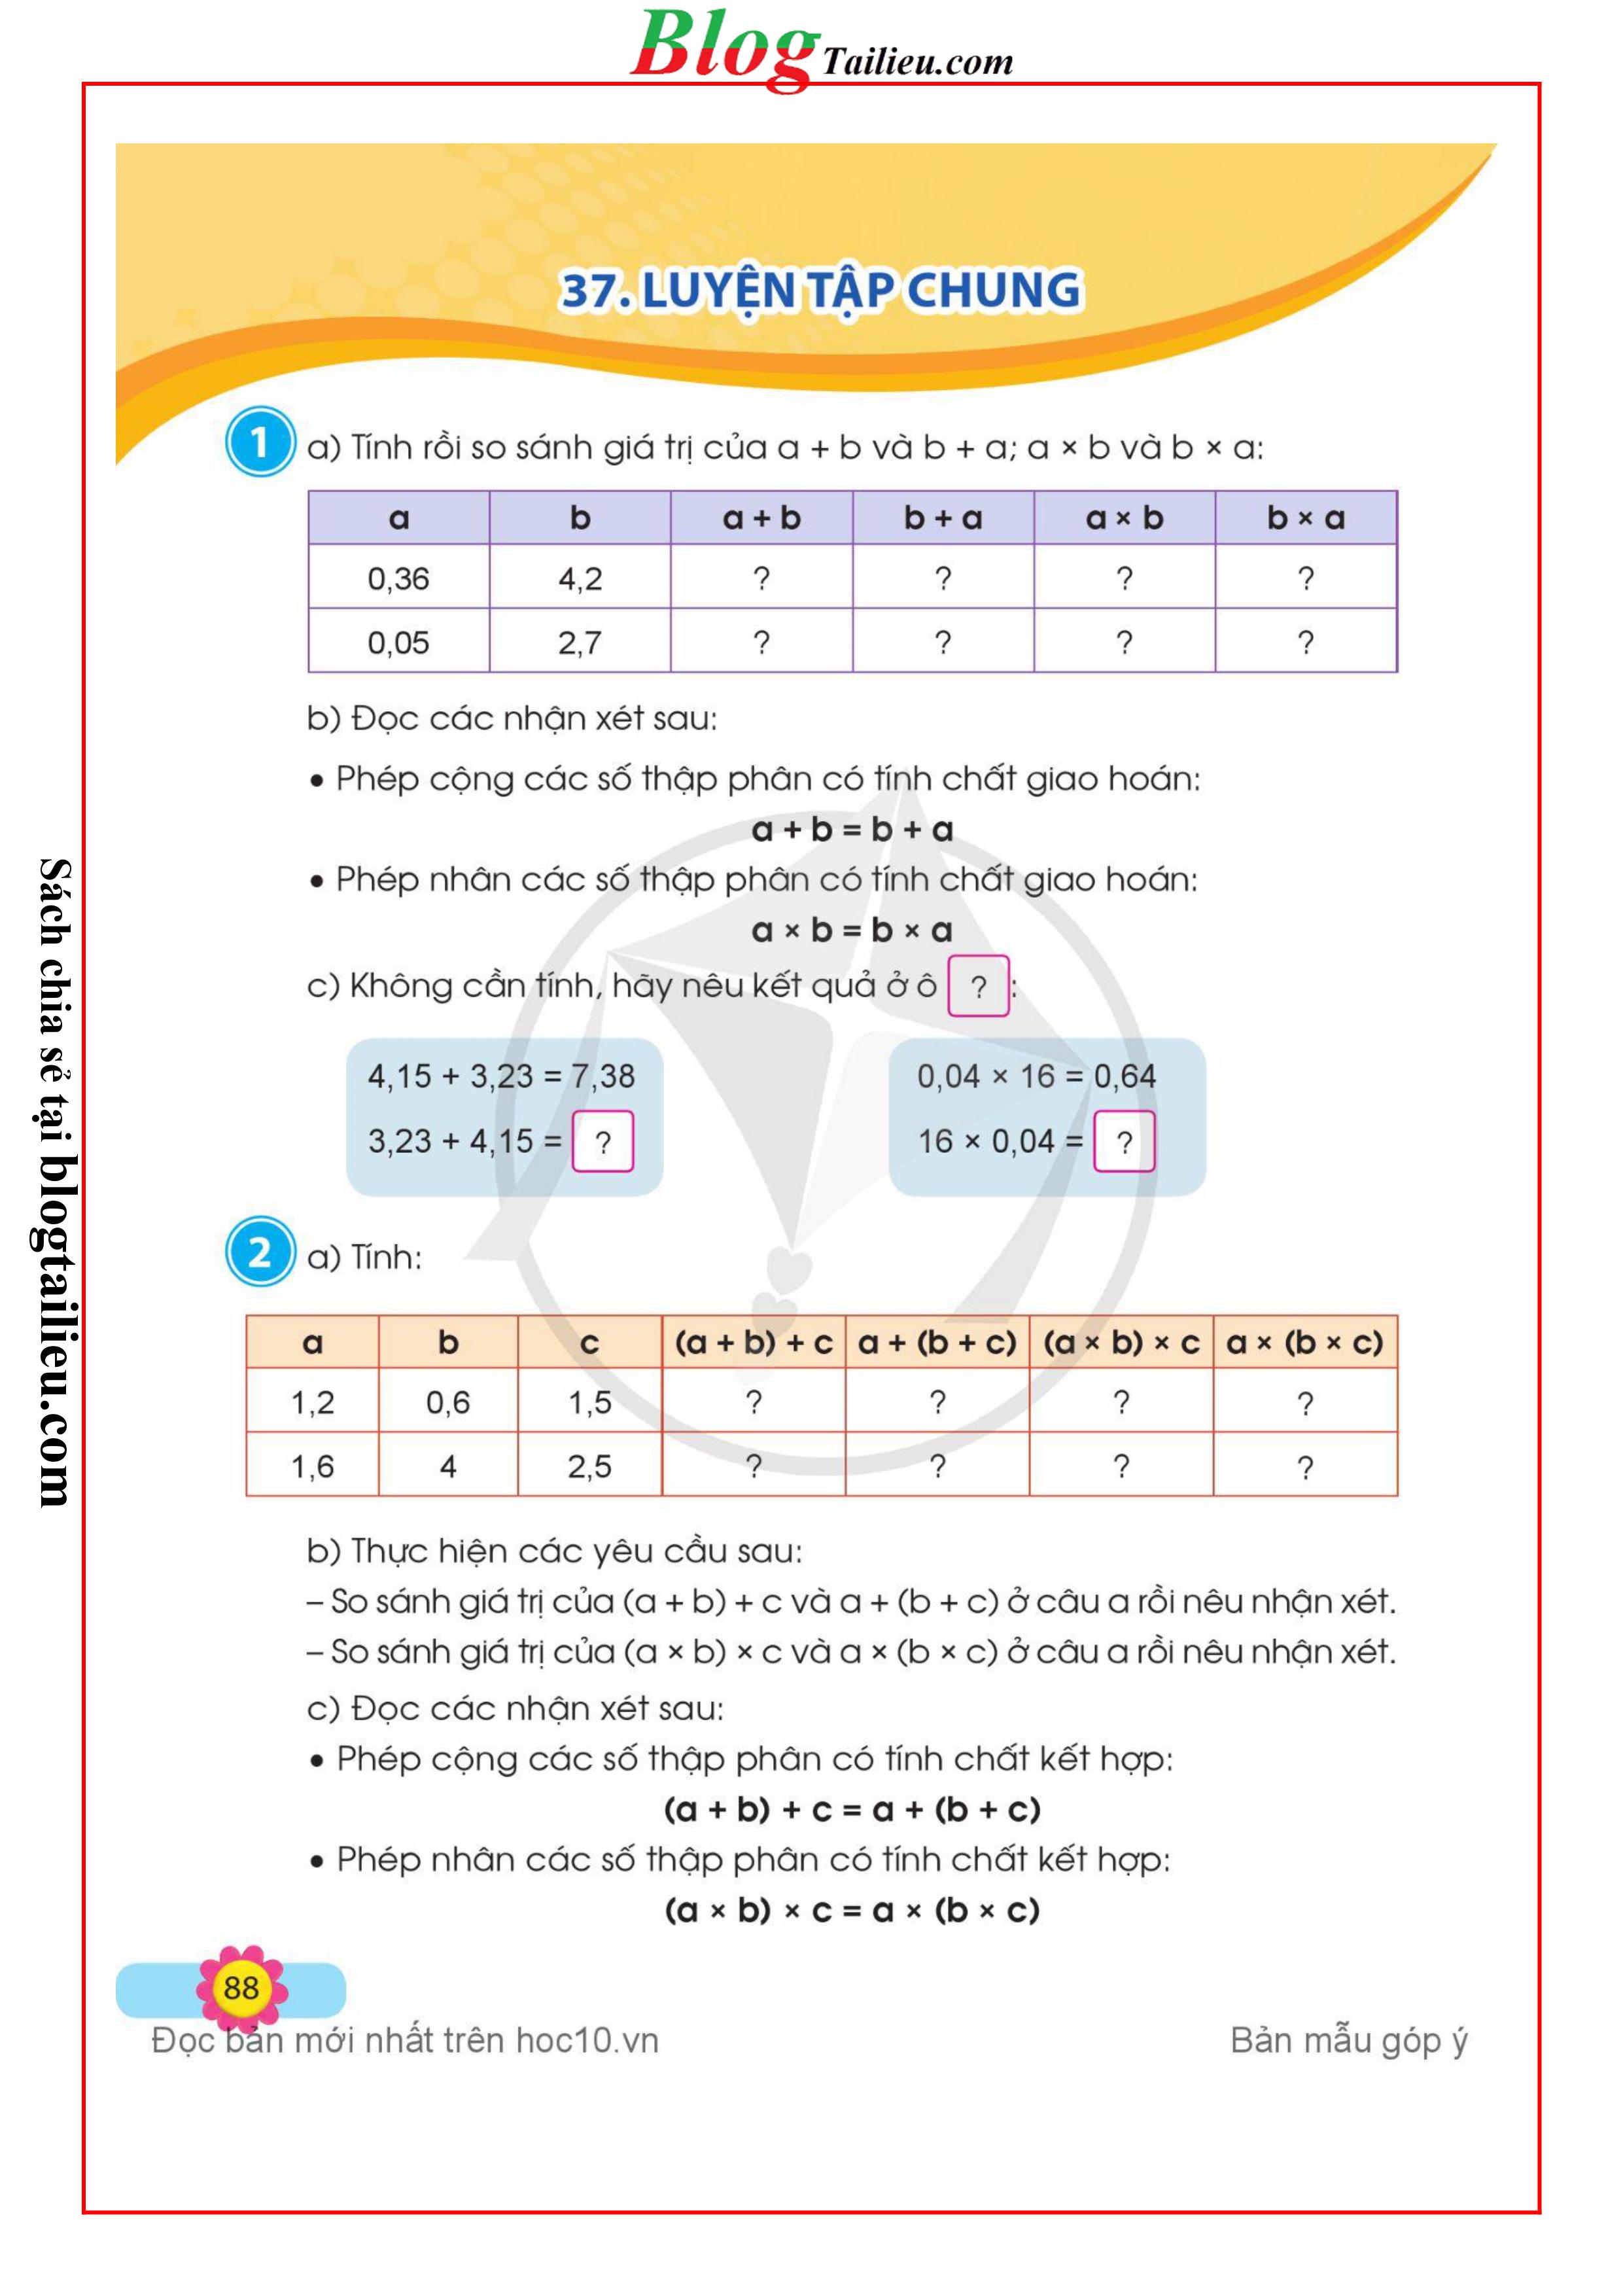 Blog Tailieu.com
37. LUYỆN TẬP CHUNG
1 a) Tính rồi so sánh giá trị của a + b và b + a; a × b và b × a:
a b a + b b + a a × b b × a
0,36 4,2 ? ? ? ?
0,05 2,7 ? ? ? ?
b) Đọc các nhận xét sau:
• Phép cộng các số thập phân có tính chất giao hoán:
a + b = b + a
• Phép nhân các số thập phân có tính chất giao hoán:
a × b = b × a
c) Không cần tính, hãy nêu kết quả ở ô ? :
4,15 + 3,23 = 7,38
3,23 + 4,15 = ?
0,04 × 16 = 0,64
16 × 0,04 = ?
2 a) Tính:
a b c (a + b) + c a + (b + c) (a × b) × c a × (b × c)
1,2 0,6 1,5 ? ? ? ?
1,6 4 2,5 ? ? ? ?
b) Thực hiện các yêu cầu sau:
– So sánh giá trị của (a + b) + c và a + (b + c) ở câu a rồi nêu nhận xét.
– So sánh giá trị của (a × b) × c và a × (b × c) ở câu a rồi nêu nhận xét.
c) Đọc các nhận xét sau:
• Phép cộng các số thập phân có tính chất kết hợp:
(a + b) + c = a + (b + c)
• Phép nhân các số thập phân có tính chất kết hợp:
(a × b) × c = a × (b × c)
88
Đọc bản mới nhất trên hoc10.vn
Bản mẫu góp ý
Sách chia sẻ tại blogtailieu.com